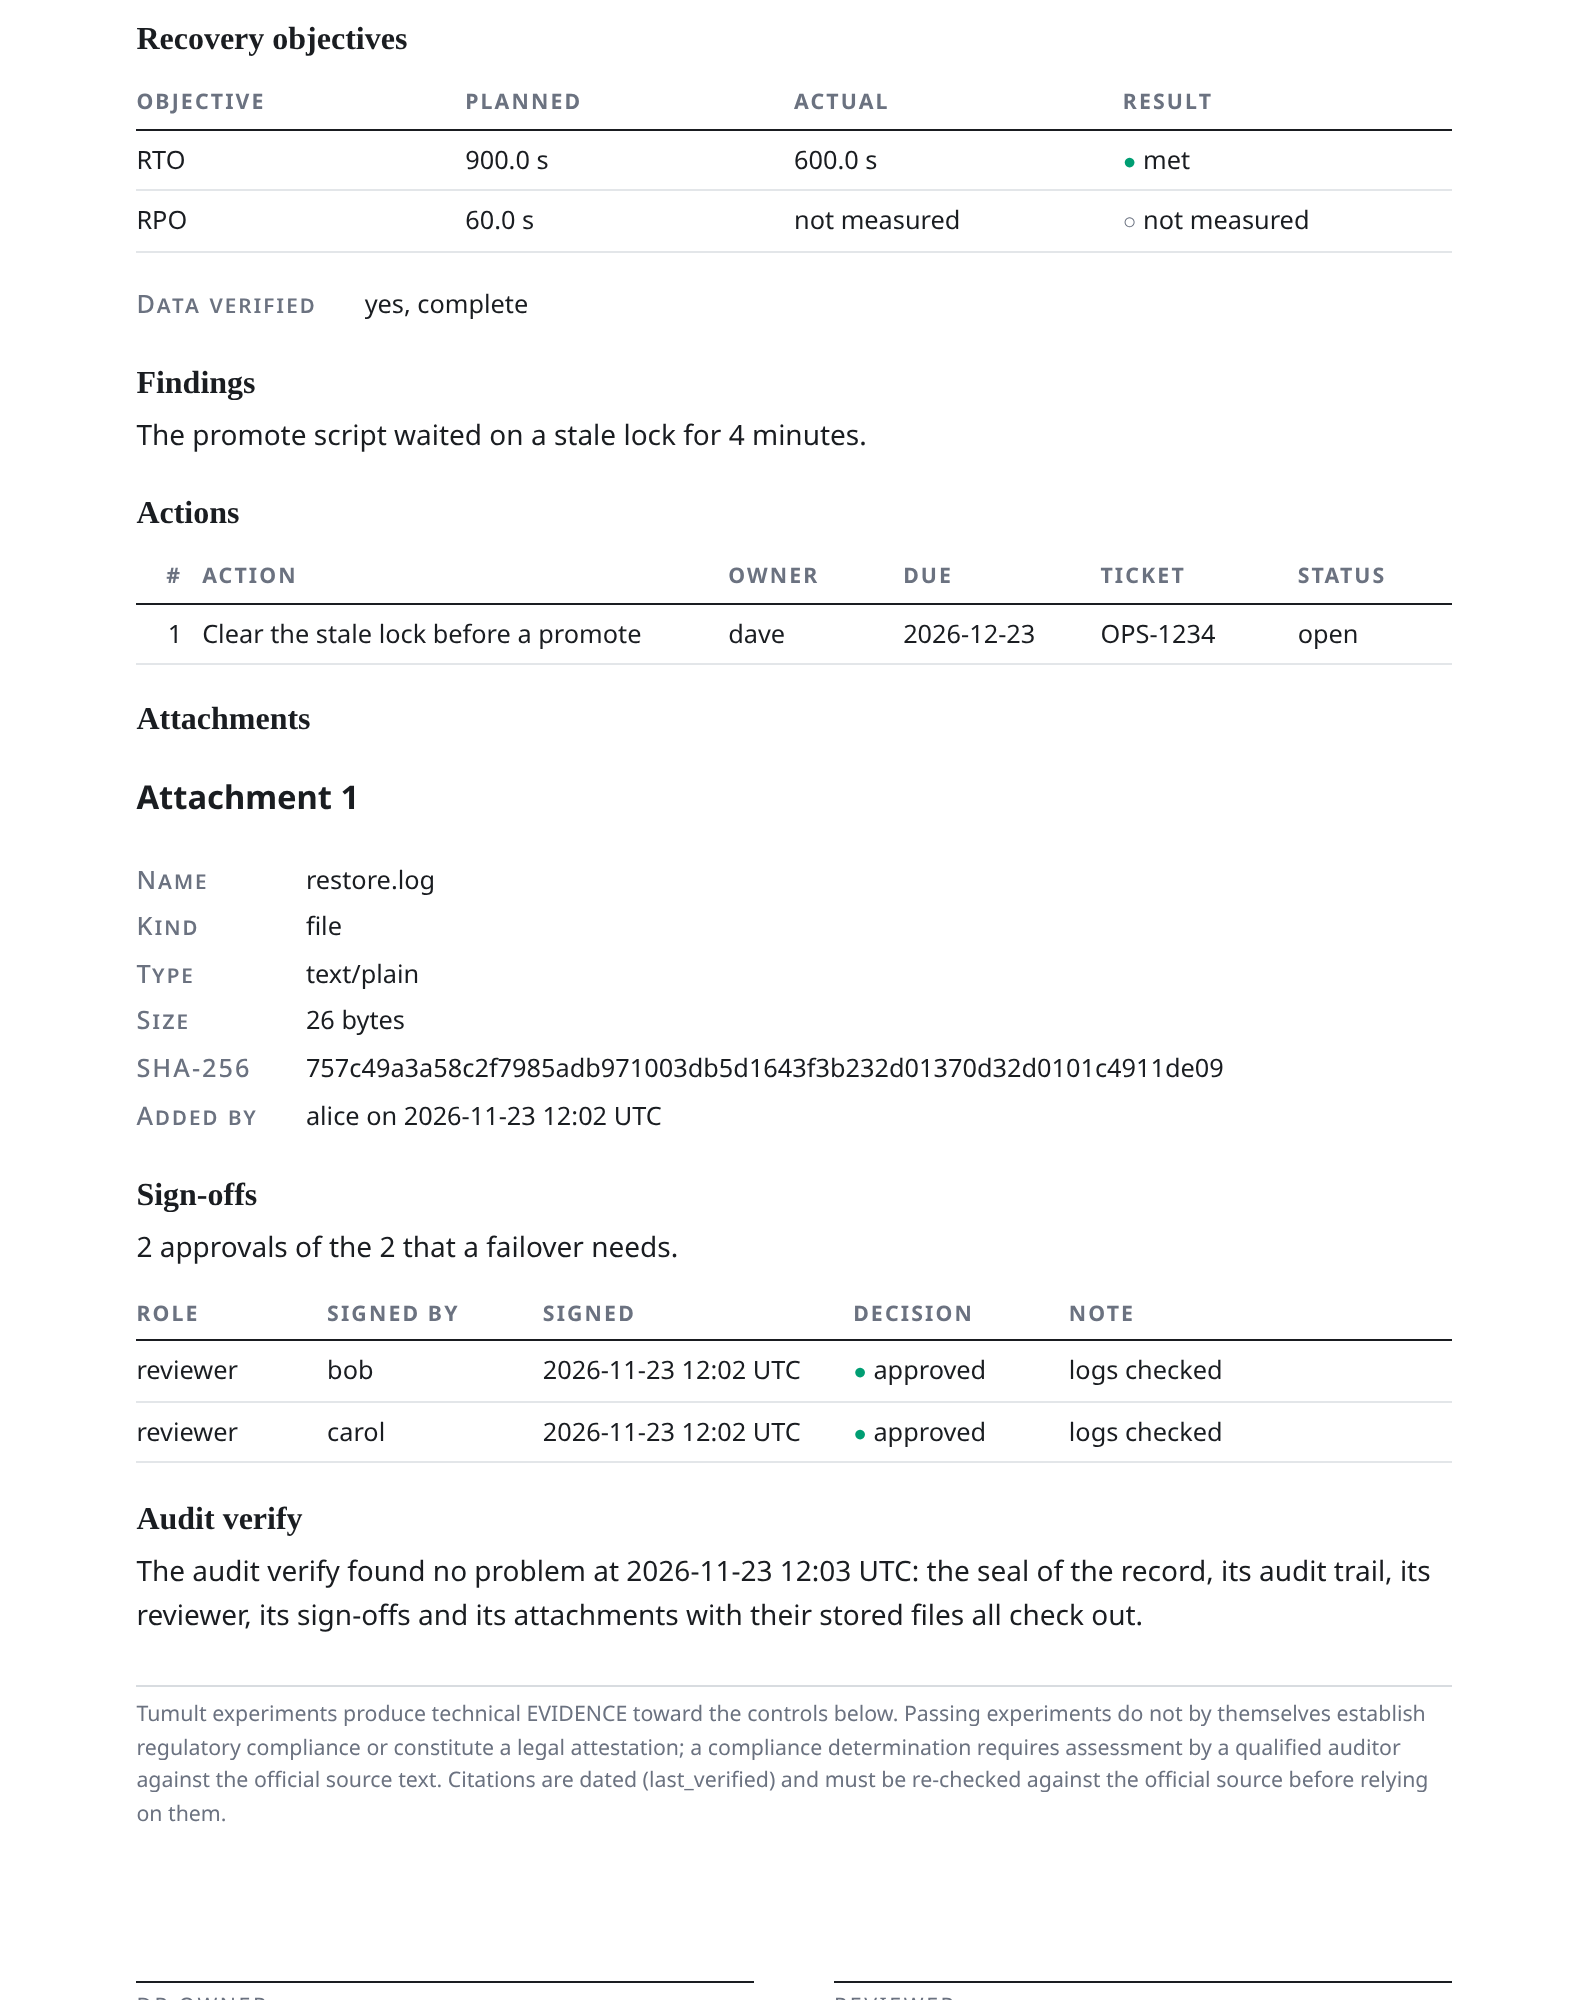 Recovery objectives
OBJECTIVE PLANNED ACTUAL RESULT
RTO 900.0 s 600.0 s ● met
RPO 60.0 s not measured ○ not measured
DATA VERIFIED yes, complete
Findings
The promote script waited on a stale lock for 4 minutes.
Actions
# ACTION OWNER DUE TICKET STATUS
1 Clear the stale lock before a promote dave 2026-12-23 OPS-1234 open
Attachments
Attachment 1
NAME restore.log
KIND file
TYPE text/plain
SIZE 26 bytes
SHA-256 757c49a3a58c2f7985adb971003db5d1643f3b232d01370d32d0101c4911de09
ADDED BY alice on 2026-11-23 12:02 UTC
Sign-offs
2 approvals of the 2 that a failover needs.
ROLE SIGNED BY SIGNED DECISION NOTE
reviewer bob 2026-11-23 12:02 UTC ● approved logs checked
reviewer carol 2026-11-23 12:02 UTC ● approved logs checked
Audit verify
The audit verify found no problem at 2026-11-23 12:03 UTC: the seal of the record, its audit trail, its
reviewer, its sign-offs and its attachments with their stored files all check out.
Tumult experiments produce technical EVIDENCE toward the controls below. Passing experiments do not by themselves establish
regulatory compliance or constitute a legal attestation; a compliance determination requires assessment by a qualified auditor
against the official source text. Citations are dated (last_verified) and must be re-checked against the official source before relying
on them.